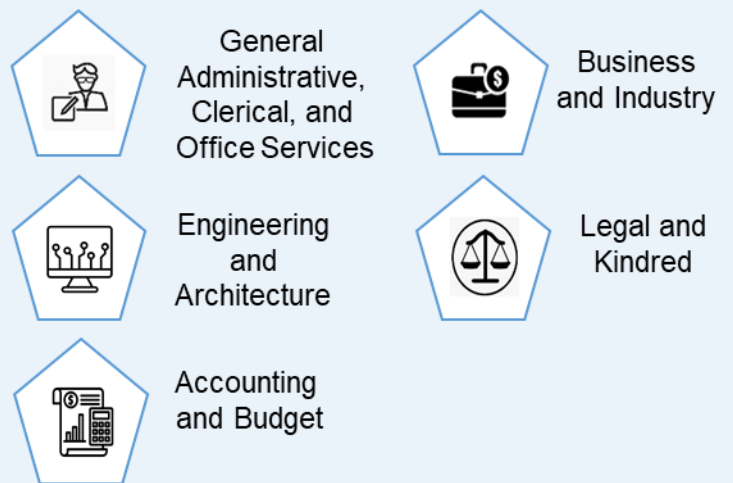 General
Administrative,
Clerical, and
Office Services
Business
and Industry
Engineering
and
Architecture
Legal and
Kindred
Accounting
and Budget